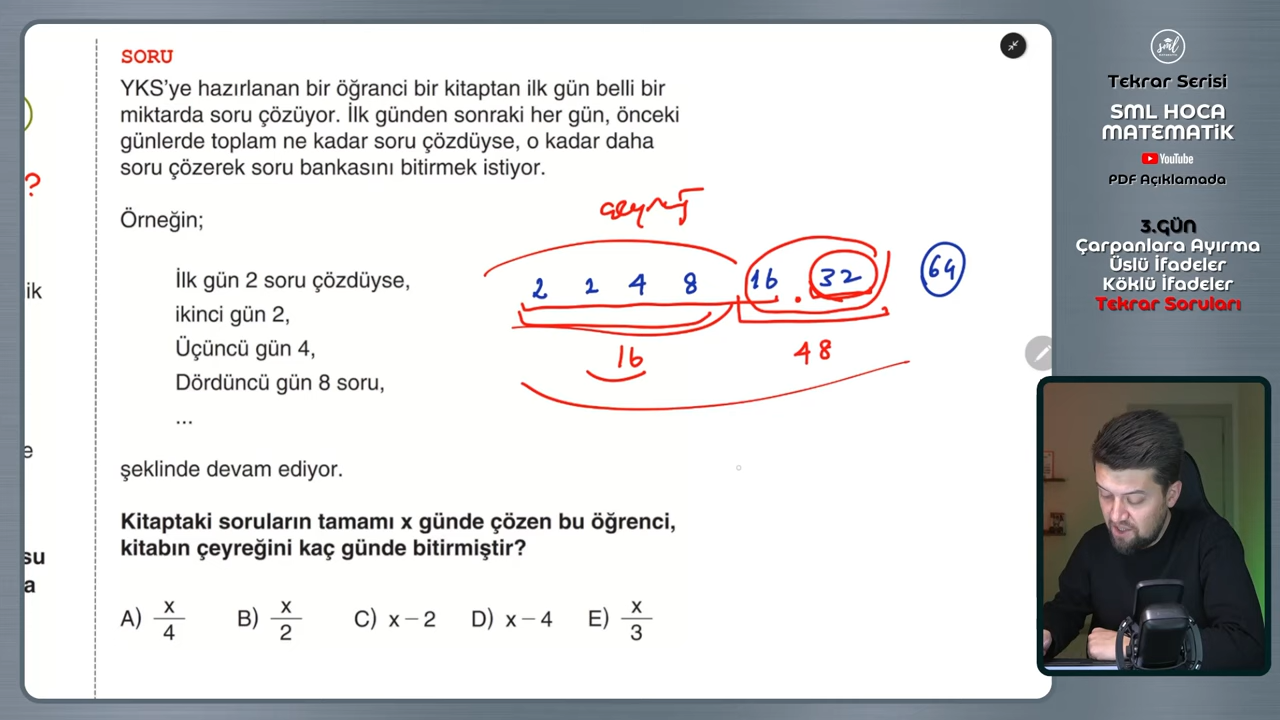 SORU
YKS'ye hazırlanan bir öğranci bir kitaptan ilk gün belli bir
miktarda soru çözüyor. İlk günden sonraki her gün, önceki
günlerde toplam ne kadar soru çözdüyse, o kadar daha
soru çözerek soru bankasını bitirmek istiyor.
Örneğin;
İlk gün 2 soru çözdüyse,
ikinci gün 2,
Üçüncü gün 4,
Dördüncü gün 8 soru,
...
şeklinde devam ediyor.
Kitaptaki soruların tamamı x günde çözen bu öğrenci,
kitabın çeyreğini kaç günde bitirmiştir?
A) x/4 B) x/2 C) x – 2 D) x – 4 E) x/3
çeyreğ
2 2 4 8 16 32 64
16 48
?
ik
e
su
a
sml
Tekrar Serisi
SML HOCA
MATEMATİK
YouTube
PDF Açıklamada
3.GÜN
Çarpanlara Ayırma
Üslü İfadeler
Köklü İfadeler
Tekrar Soruları